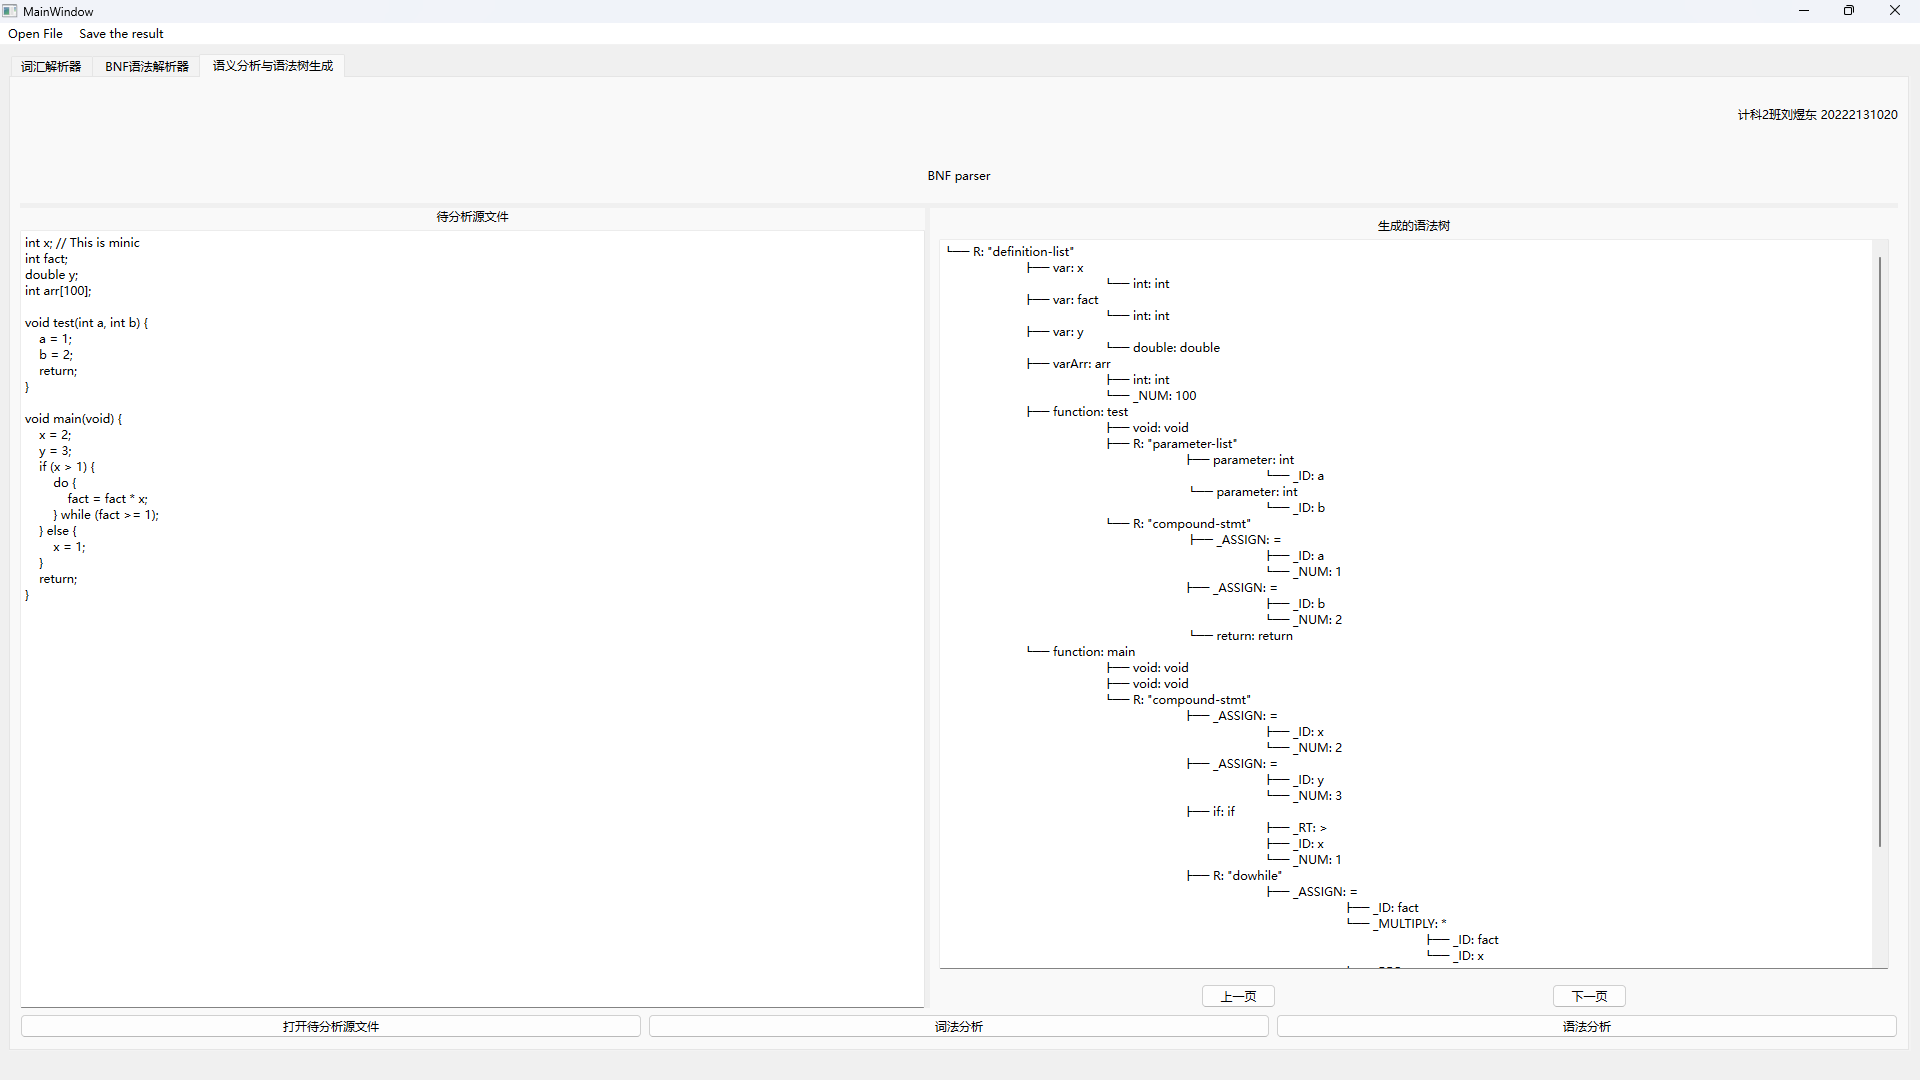 MainWindow
Open File Save the result
词汇解析器 BNF语法解析器 语义分析与语法树生成
计科2班刘煜东 20222131020
BNF parser
待分析源文件
int x; // This is minic
int fact;
double y;
int arr[100];
void test(int a, int b) {
a = 1;
b = 2;
return;
}
void main(void) {
x = 2;
y = 3;
if (x > 1) {
do {
fact = fact * x;
} while (fact >= 1);
} else {
x = 1;
}
return;
}
生成的语法树
└── R: "definition-list"
├── var: x
└── int: int
├── var: fact
└── int: int
├── var: y
└── double: double
├── varArr: arr
├── int: int
└── _NUM: 100
├── function: test
├── void: void
├── R: "parameter-list"
├── parameter: int
└── _ID: a
└── parameter: int
└── _ID: b
└── R: "compound-stmt"
├── _ASSIGN: =
├── _ID: a
└── _NUM: 1
├── _ASSIGN: =
├── _ID: b
└── _NUM: 2
└── return: return
└── function: main
├── void: void
├── void: void
└── R: "compound-stmt"
├── _ASSIGN: =
├── _ID: x
└── _NUM: 2
├── _ASSIGN: =
├── _ID: y
└── _NUM: 3
├── if: if
├── _RT: >
├── _ID: x
└── _NUM: 1
├── R: "dowhile"
├── _ASSIGN: =
├── _ID: fact
└── _MULTIPLY: *
├── _ID: fact
└── _ID: x
上一页 下一页
打开待分析源文件 词法分析 语法分析